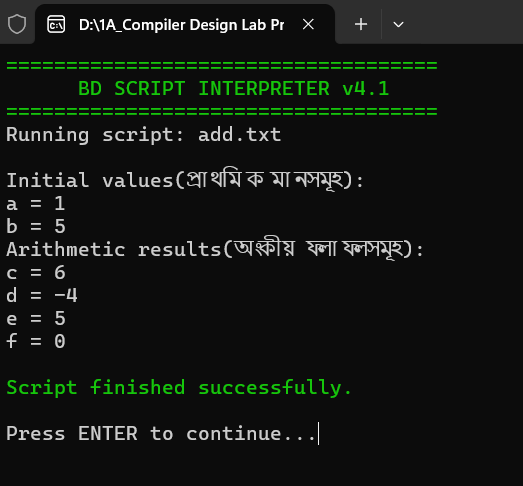 D:\1A_Compiler Design Lab Pr
=====================================
BD SCRIPT INTERPRETER v4.1
=====================================
Running script: add.txt
Initial values(প্রাথমিক মানসমূহ):
a = 1
b = 5
Arithmetic results(অংকীয় ফলাফলসমূহ):
c = 6
d = -4
e = 5
f = 0
Script finished successfully.
Press ENTER to continue...